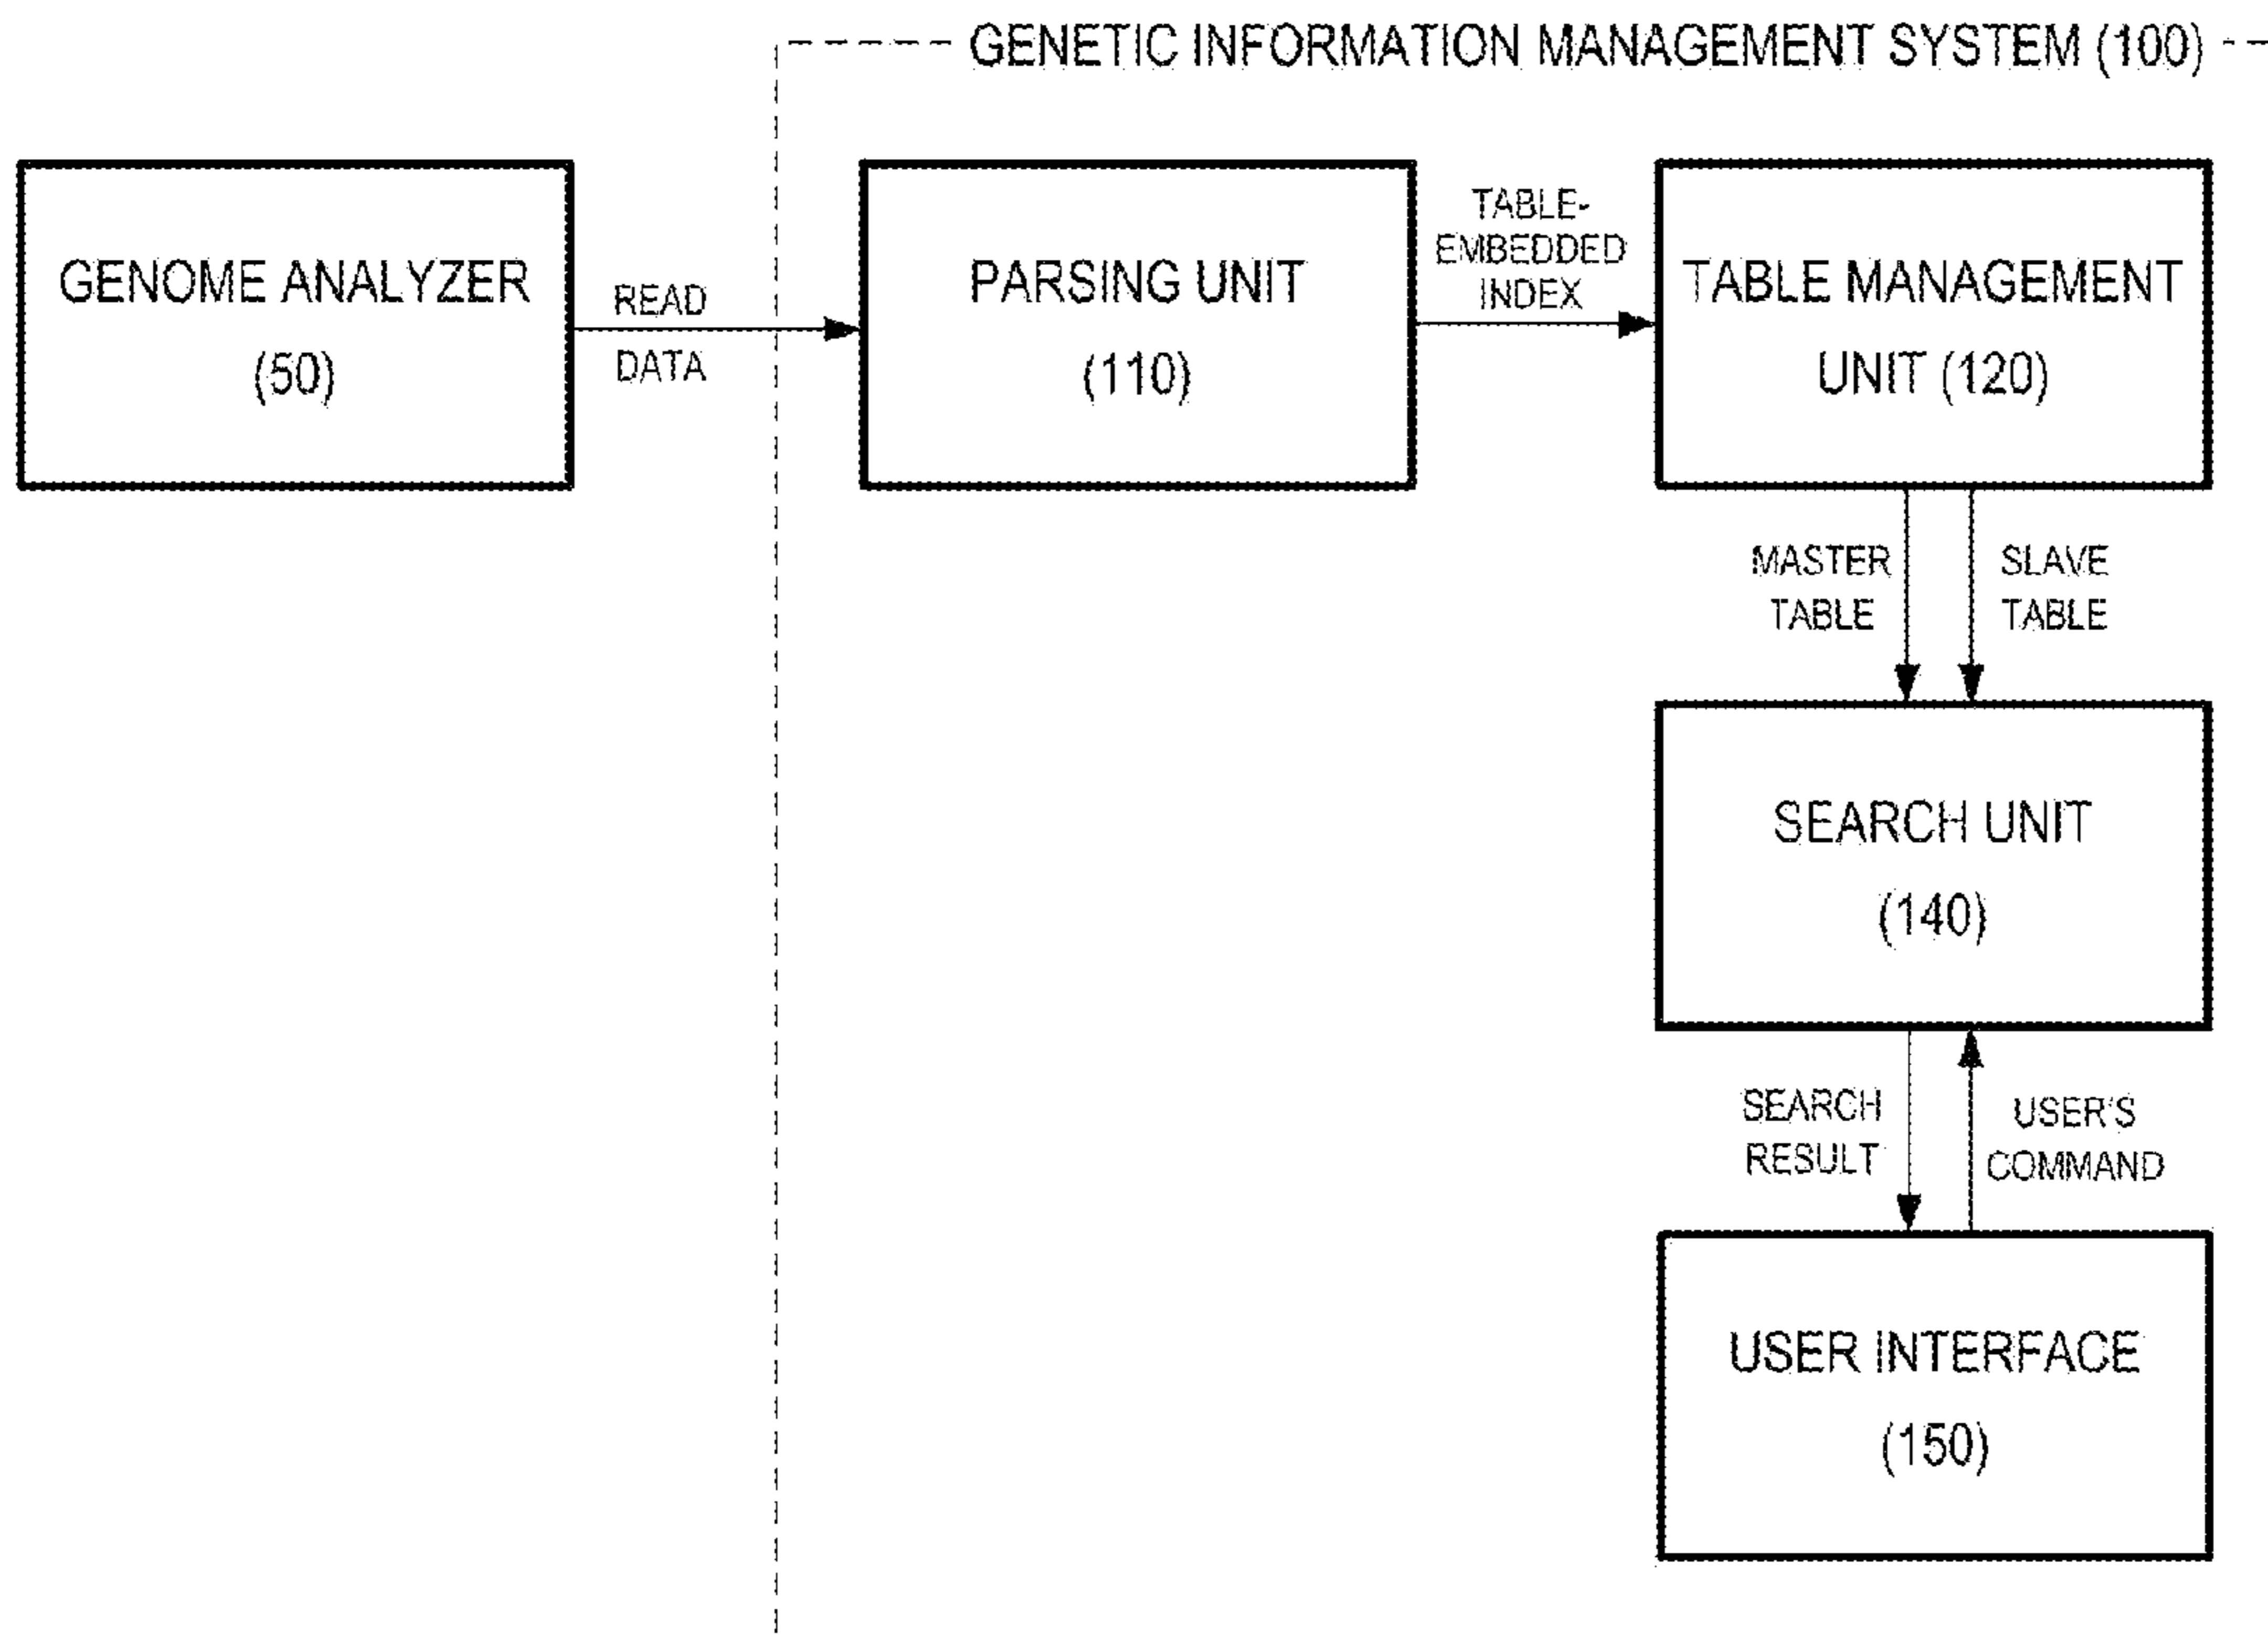 GENETIC INFORMATION MANAGEMENT SYSTEM (100)
GENOME ANALYZER
(50)
READ
DATA
PARSING UNIT
(110)
TABLE-
EMBEDDED
INDEX
TABLE MANAGEMENT
UNIT (120)
MASTER
TABLE
SLAVE
TABLE
SEARCH UNIT
(140)
SEARCH
RESULT
USER'S
COMMAND
USER INTERFACE
(150)